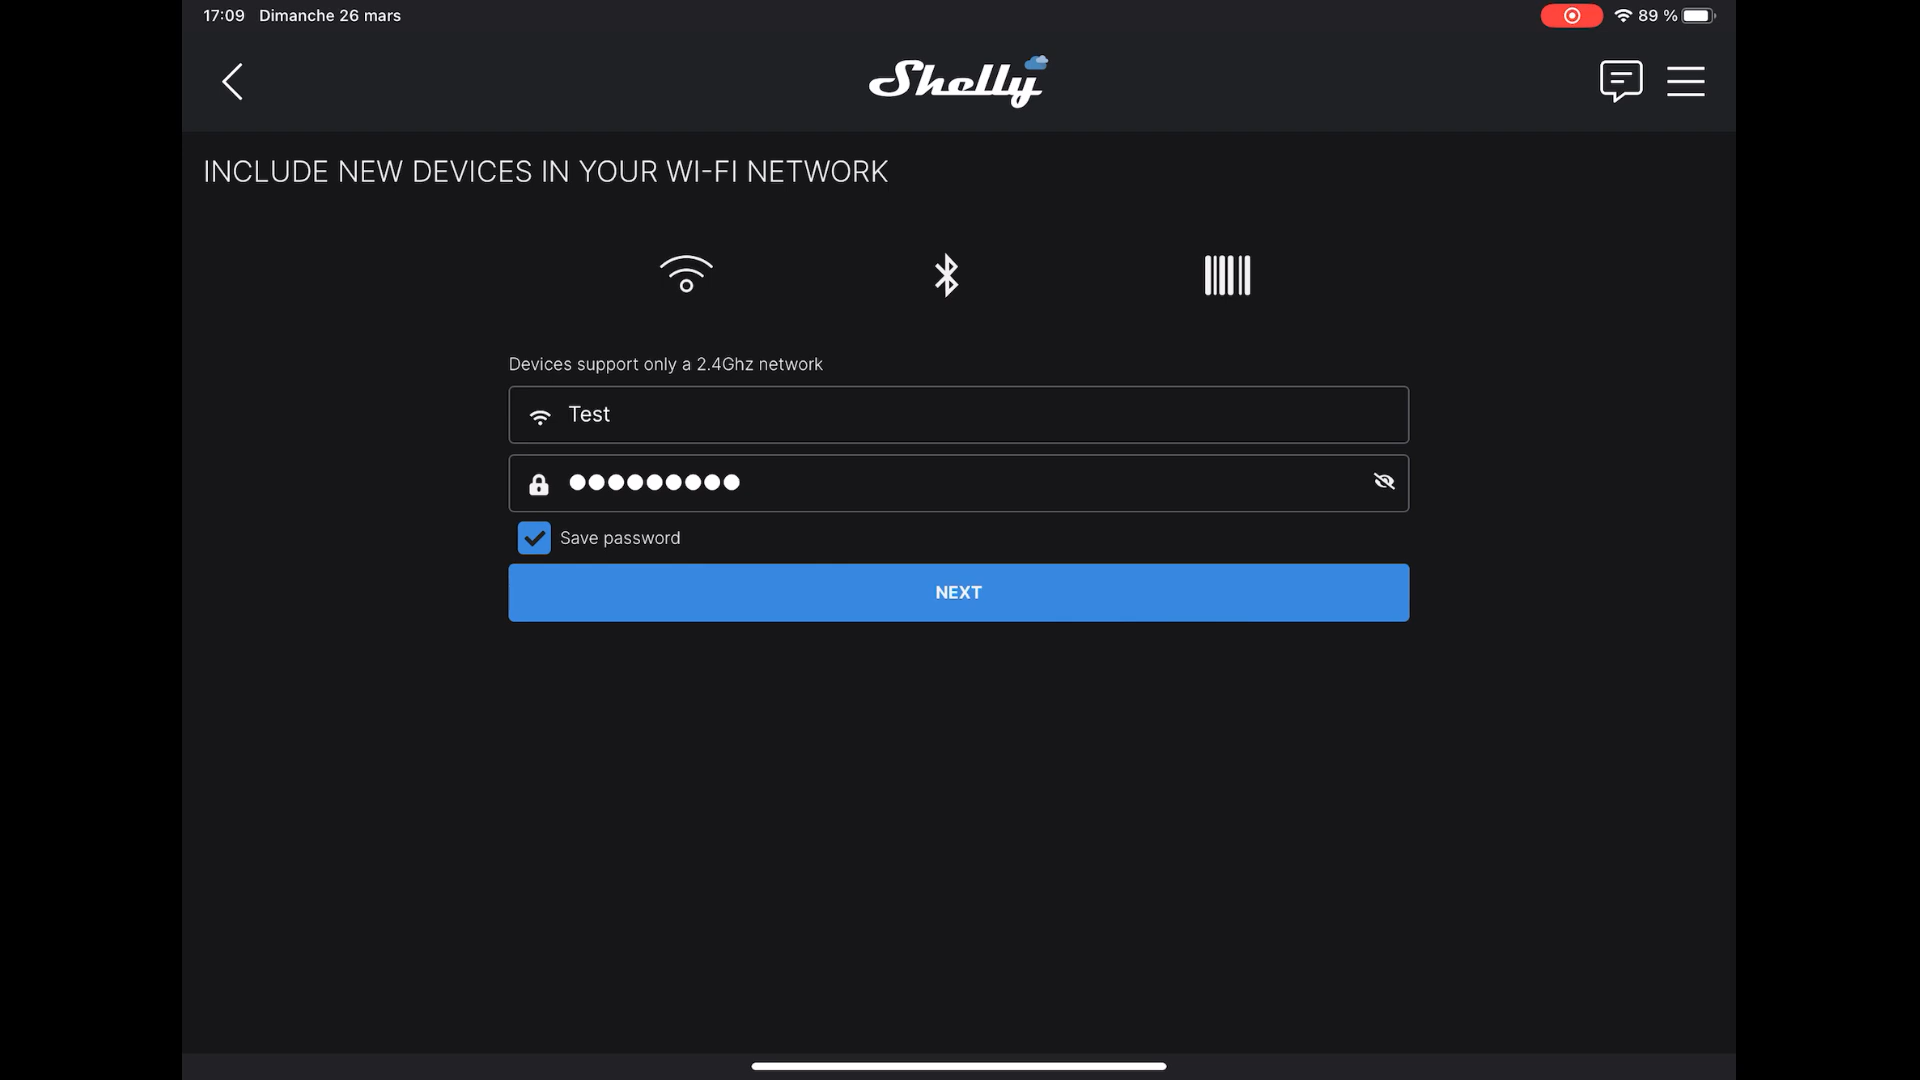 17:09 Dimanche 26 mars
89 %
Shelly
INCLUDE NEW DEVICES IN YOUR WI-FI NETWORK
Devices support only a 2.4Ghz network
Test
Save password
NEXT